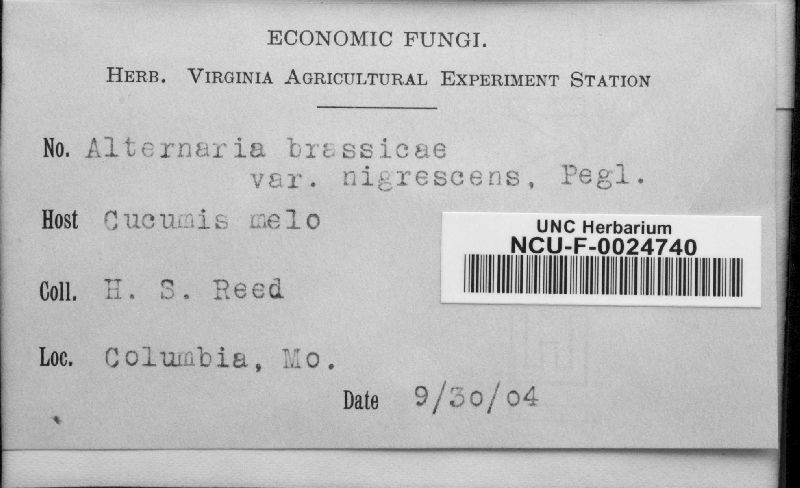 ECONOMIC FUNGI.
HERB. VIRGINIA AGRICULTURAL EXPERIMENT STATION
No. Alternaria brassicae
var. nigrescens, Pegl.
Host Cucumis melo
UNC Herbarium
NCU-F-0024740
Coll. H. S. Reed
Loc. Columbia, Mo.
Date 9/30/04